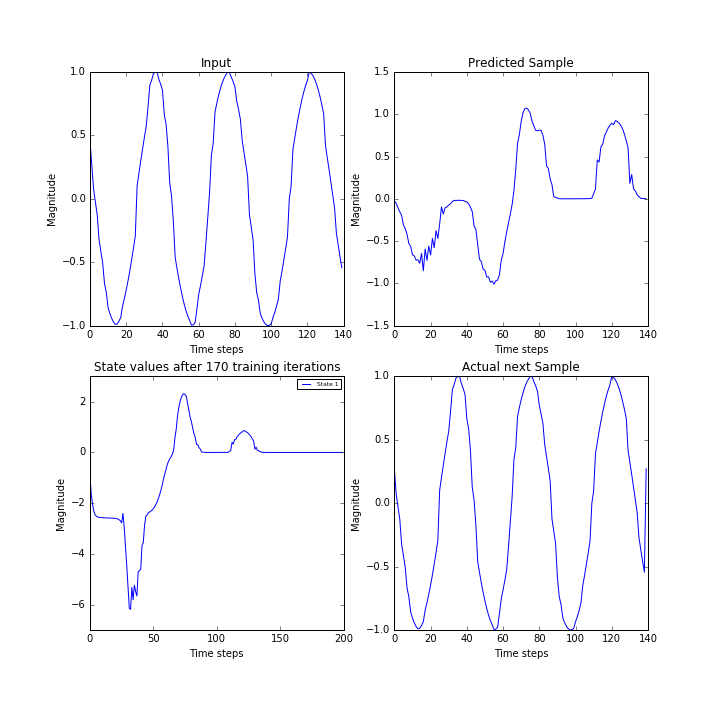 Input
Predicted Sample
1.0
0.5
0.0
−0.5
−1.0
Magnitude
0 20 40 60 80 100 120 140
Time steps
1.5
1.0
0.5
0.0
−0.5
−1.0
−1.5
Magnitude
0 20 40 60 80 100 120 140
Time steps
State values after 170 training iterations
Actual next Sample
State 1
2
0
−2
−4
−6
Magnitude
0 50 100 150 200
Time steps
1.0
0.5
0.0
−0.5
−1.0
Magnitude
0 20 40 60 80 100 120 140
Time steps